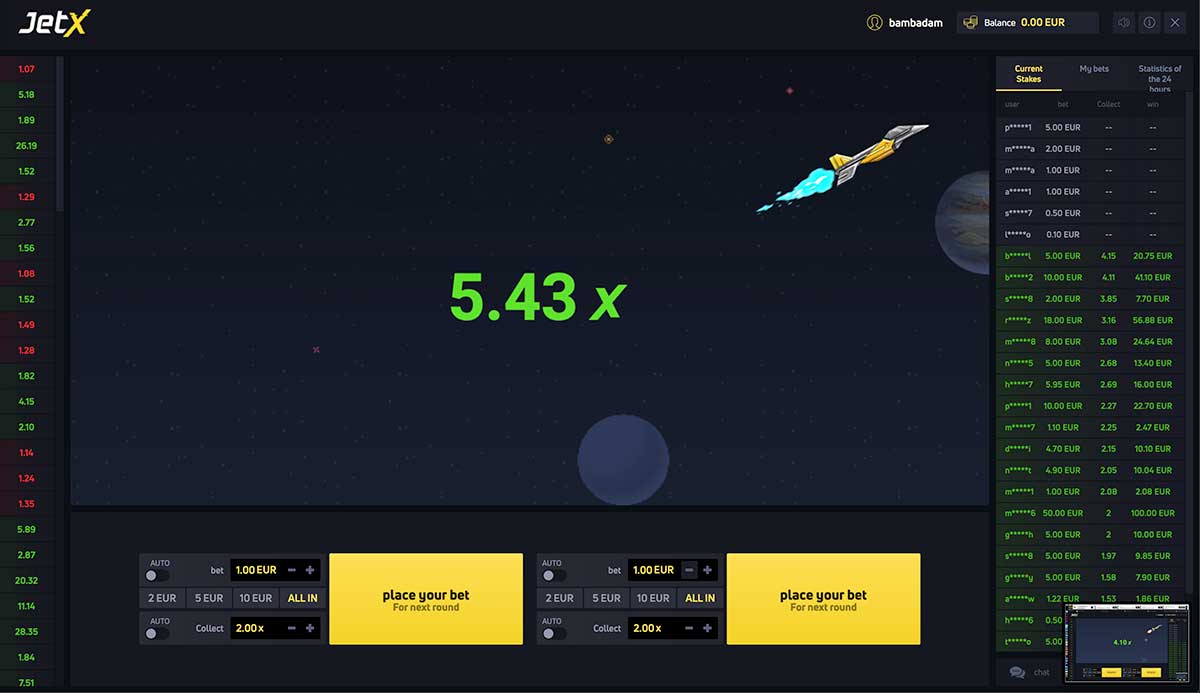 JetX
bambadam
Balance 0.00 EUR
1.07
5.18
1.89
26.19
1.52
1.29
2.77
1.56
1.08
1.52
1.49
1.28
1.82
4.15
2.10
1.14
1.24
1.35
5.89
2.87
20.32
11.14
28.35
1.84
7.51
5.43 x
AUTO
bet 1.00 EUR − +
2 EUR 5 EUR 10 EUR ALL IN
AUTO
Collect 2.00 x − +
place your bet
For next round
AUTO
bet 1.00 EUR − +
2 EUR 5 EUR 10 EUR ALL IN
AUTO
Collect 2.00 x − +
place your bet
For next round
Current Stakes
My bets
Statistics of the 24 hours
user bet Collect win
p*****1 5.00 EUR -- --
m*****a 2.00 EUR -- --
m*****a 1.00 EUR -- --
a*****1 1.00 EUR -- --
s*****7 0.50 EUR -- --
l*****o 0.10 EUR -- --
b*****l 5.00 EUR 4.15 20.75 EUR
b*****2 10.00 EUR 4.11 41.10 EUR
s*****8 2.00 EUR 3.85 7.70 EUR
r*****z 18.00 EUR 3.16 56.88 EUR
m*****8 8.00 EUR 3.08 24.64 EUR
n*****5 5.00 EUR 2.68 13.40 EUR
h*****7 5.95 EUR 2.69 16.00 EUR
p*****1 10.00 EUR 2.27 22.70 EUR
m*****7 1.10 EUR 2.25 2.47 EUR
d*****i 4.70 EUR 2.15 10.10 EUR
n*****t 4.90 EUR 2.05 10.04 EUR
m*****1 1.00 EUR 2.08 2.08 EUR
m*****6 50.00 EUR 2 100.00 EUR
g*****h 5.00 EUR 2 10.00 EUR
s*****8 5.00 EUR 1.97 9.85 EUR
g*****y 5.00 EUR 1.58 7.90 EUR
a*****w 1.22 EUR 1.53 1.86 EUR
h*****6 0.50
t*****o 5.00
4.10 x
chat